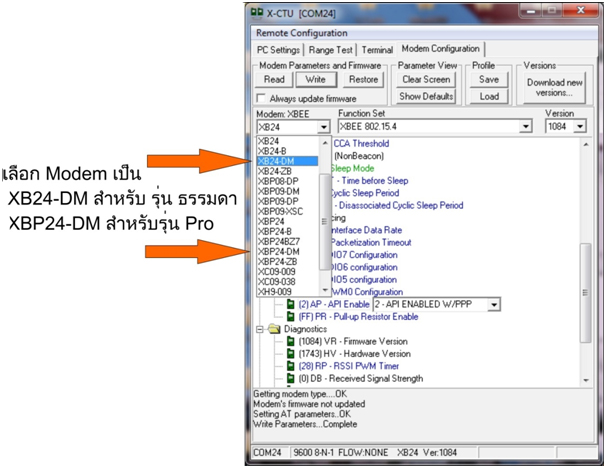 X-CTU [COM24]
Remote Configuration
PC Settings Range Test Terminal Modem Configuration
Modem Parameters and Firmware Parameter View Profile Versions
Read Write Restore Clear Screen Save Download new versions...
Always update firmware Show Defaults Load
Modem: XBEE Function Set Version
XB24 XBEE 802.15.4 1084
XB24
XB24-B
XB24-DM
XB24-ZB
XBP08-DP
XBP09-DM
XBP09-DP
XBP09-XSC
XBP24
XBP24-B
XBP24BZ7
XBP24-DM
XBP24-ZB
XC09-009
XC09-038
XH9-009
CCA Threshold
(NonBeacon)
Sleep Mode
- Time before Sleep
Cyclic Sleep Period
- Disassociated Cyclic Sleep Period
cing
nterface Data Rate
Packetization Timeout
DIO7 Configuration
DIO6 configuration
DIO5 configuration
WM0 Configuration
(2) AP - API Enable 2 - API ENABLED W/PPP
(FF) PR - Pull-up Resistor Enable
Diagnostics
(1084) VR - Firmware Version
(1743) HV - Hardware Version
(28) RP - RSSI PWM Timer
(0) DB - Received Signal Strength
Getting modem type....OK
Modem's firmware not updated
Setting AT parameters..OK
Write Parameters...Complete
COM24 9600 8-N-1 FLOW:NONE XB24 Ver:1084
เลือก Modem เป็น
XB24-DM สำหรับ รุ่น ธรรมดา
XBP24-DM สำหรับรุ่น Pro